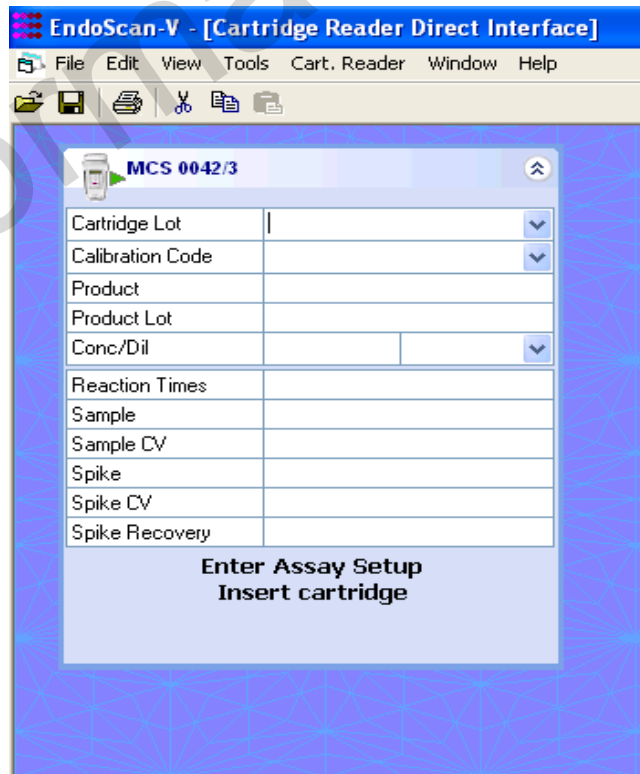 EndoScan-V - [Cartridge Reader Direct Interface]
File Edit View Tools Cart. Reader Window Help
MCS 0042/3
Cartridge Lot
Calibration Code
Product
Product Lot
Conc/Dil
Reaction Times
Sample
Sample CV
Spike
Spike CV
Spike Recovery
Enter Assay Setup
Insert cartridge